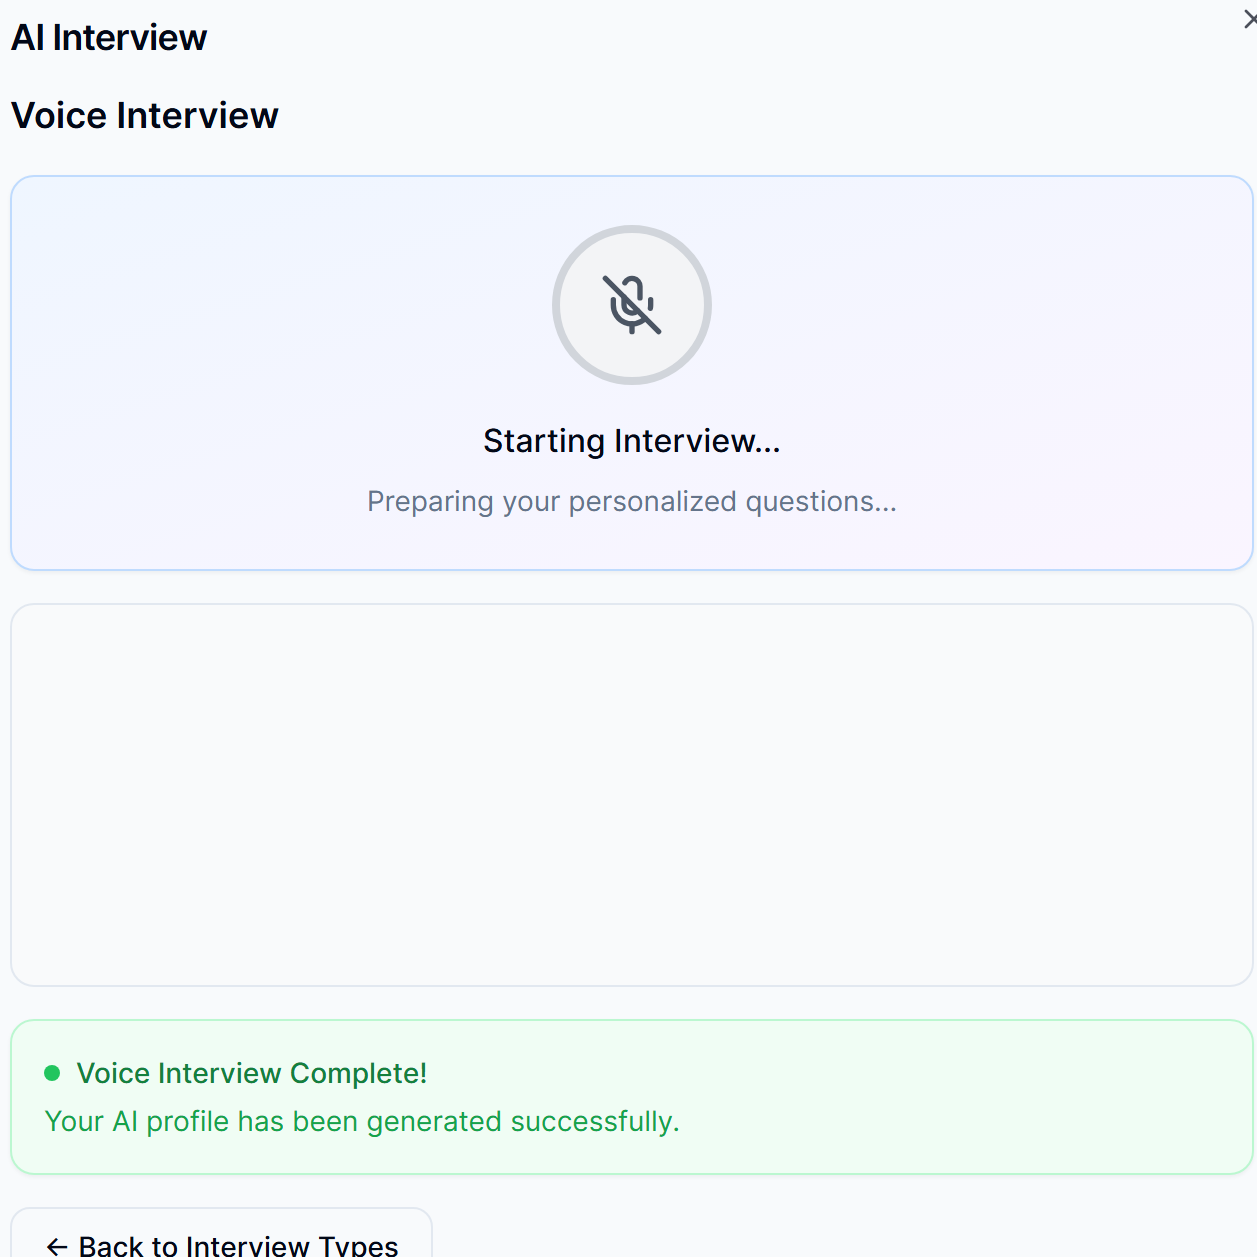 AI Interview
Voice Interview
Starting Interview...
Preparing your personalized questions...
Voice Interview Complete!
Your AI profile has been generated successfully.
← Back to Interview Types